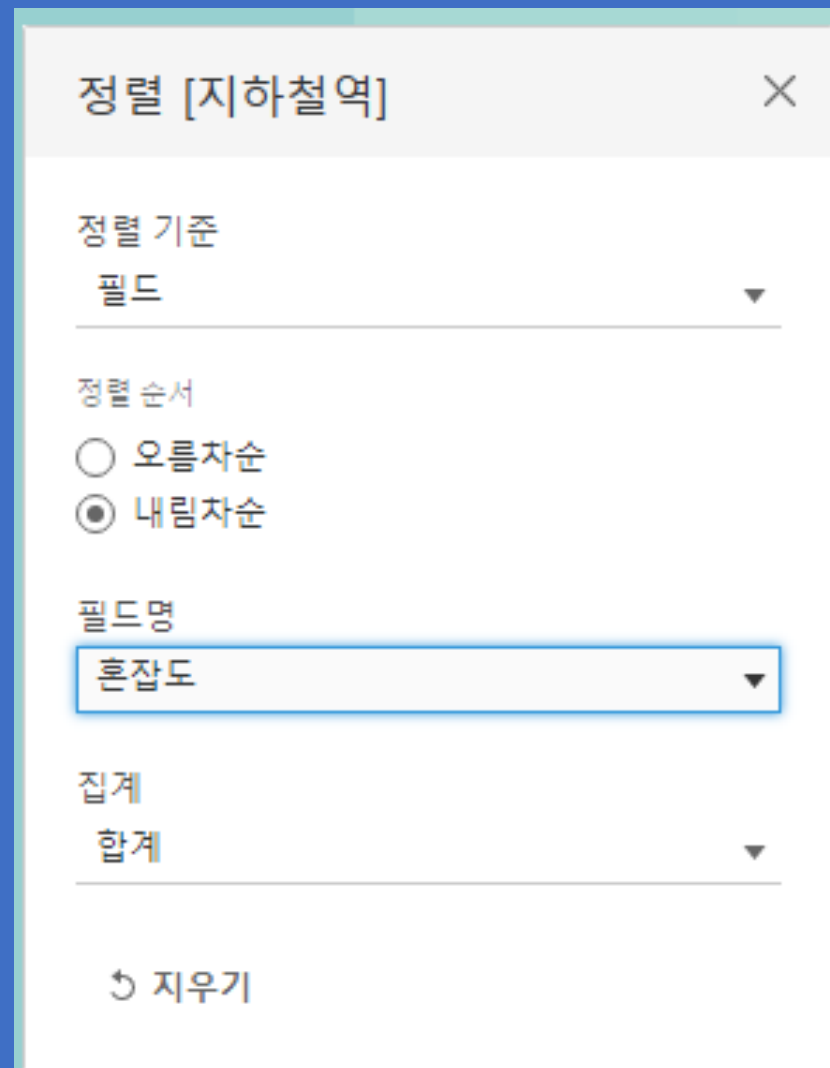 정렬 [지하철역]
정렬 기준
필드
정렬 순서
오름차순
내림차순
필드명
혼잡도
집계
합계
지우기